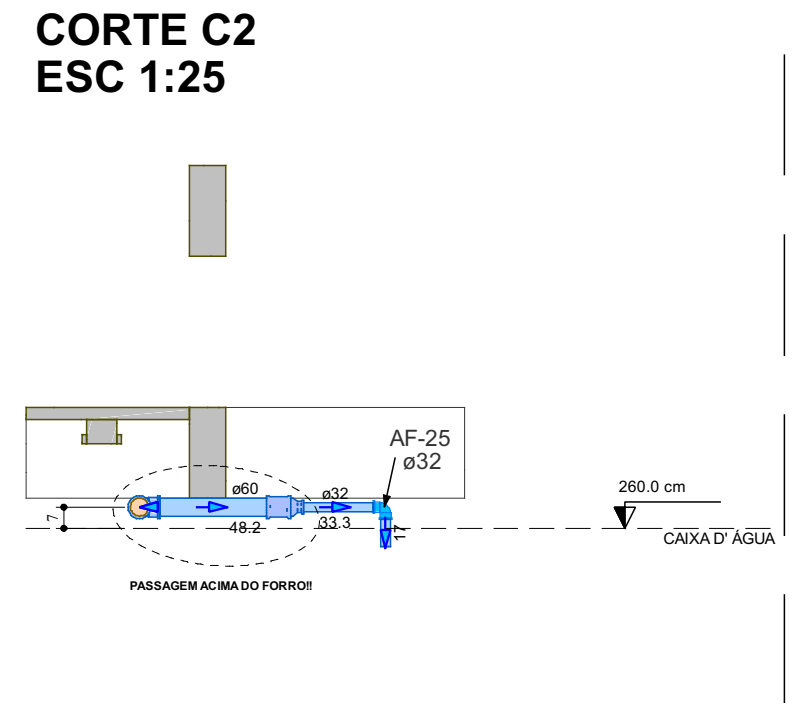 CORTE C2
ESC 1:25
AF-25
ø32
ø60
ø32
260.0 cm
7
48.2
33.3
17
CAIXA D' ÁGUA
PASSAGEM ACIMA DO FORRO!!